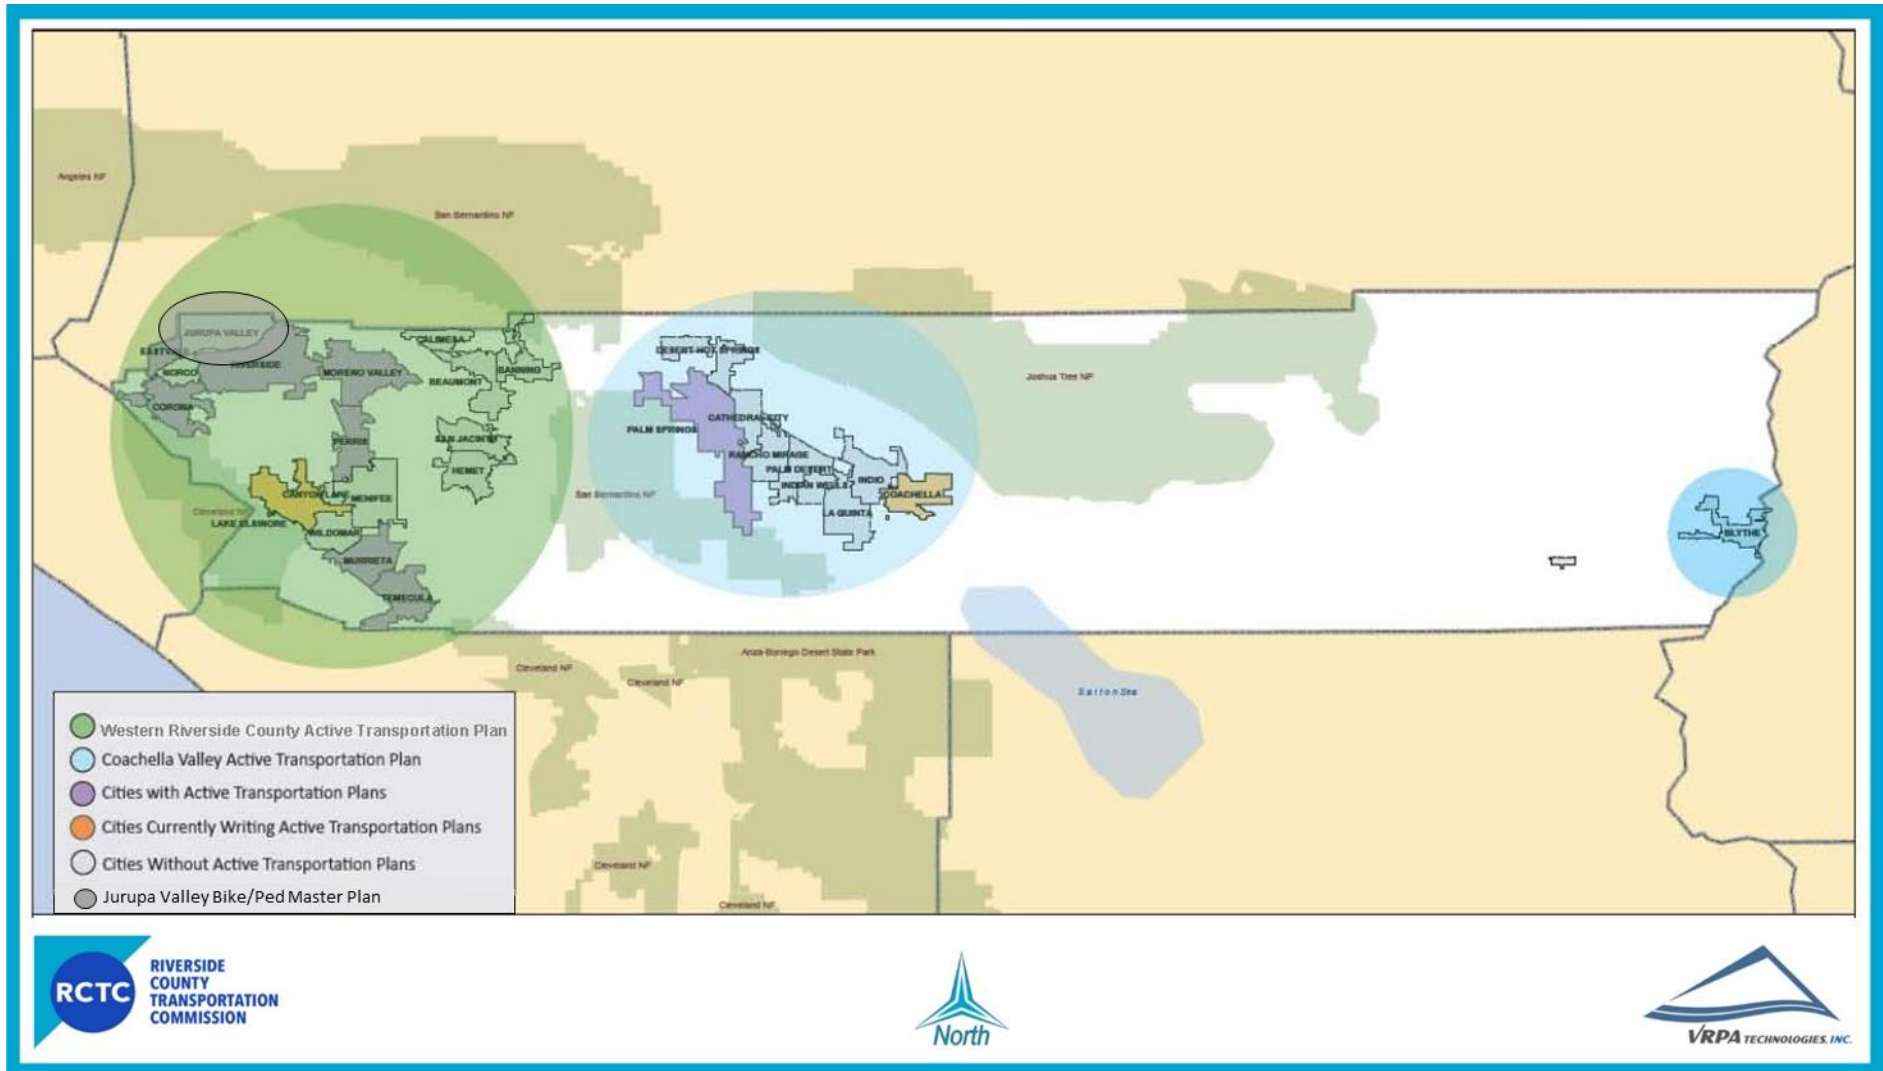 Angeles NF
San Bernardino NF
JURUPA VALLEY
EASTVALE
RIVERSIDE
NORCO
MORENO VALLEY
CORONA
CALIMESA
BEAUMONT
BANNING
PERRIS
SAN JACINTO
HEMET
CANYON LAKE
MENIFEE
Cleveland NF
LAKE ELSINORE
WILDOMAR
MURRIETA
TEMECULA
DESERT HOT SPRINGS
CATHEDRAL CITY
PALM SPRINGS
RANCHO MIRAGE
PALM DESERT
INDIAN WELLS
INDIO
COACHELLA
LA QUINTA
San Bernardino NF
Joshua Tree NP
BLYTHE
Cleveland NF
Cleveland NF
Anza-Borrego Desert State Park
Salton Sea
Cleveland NF
Cleveland NF
Western Riverside County Active Transportation Plan
Coachella Valley Active Transportation Plan
Cities with Active Transportation Plans
Cities Currently Writing Active Transportation Plans
Cities Without Active Transportation Plans
Jurupa Valley Bike/Ped Master Plan
RCTC
RIVERSIDE
COUNTY
TRANSPORTATION
COMMISSION
North
VRPA TECHNOLOGIES, INC.